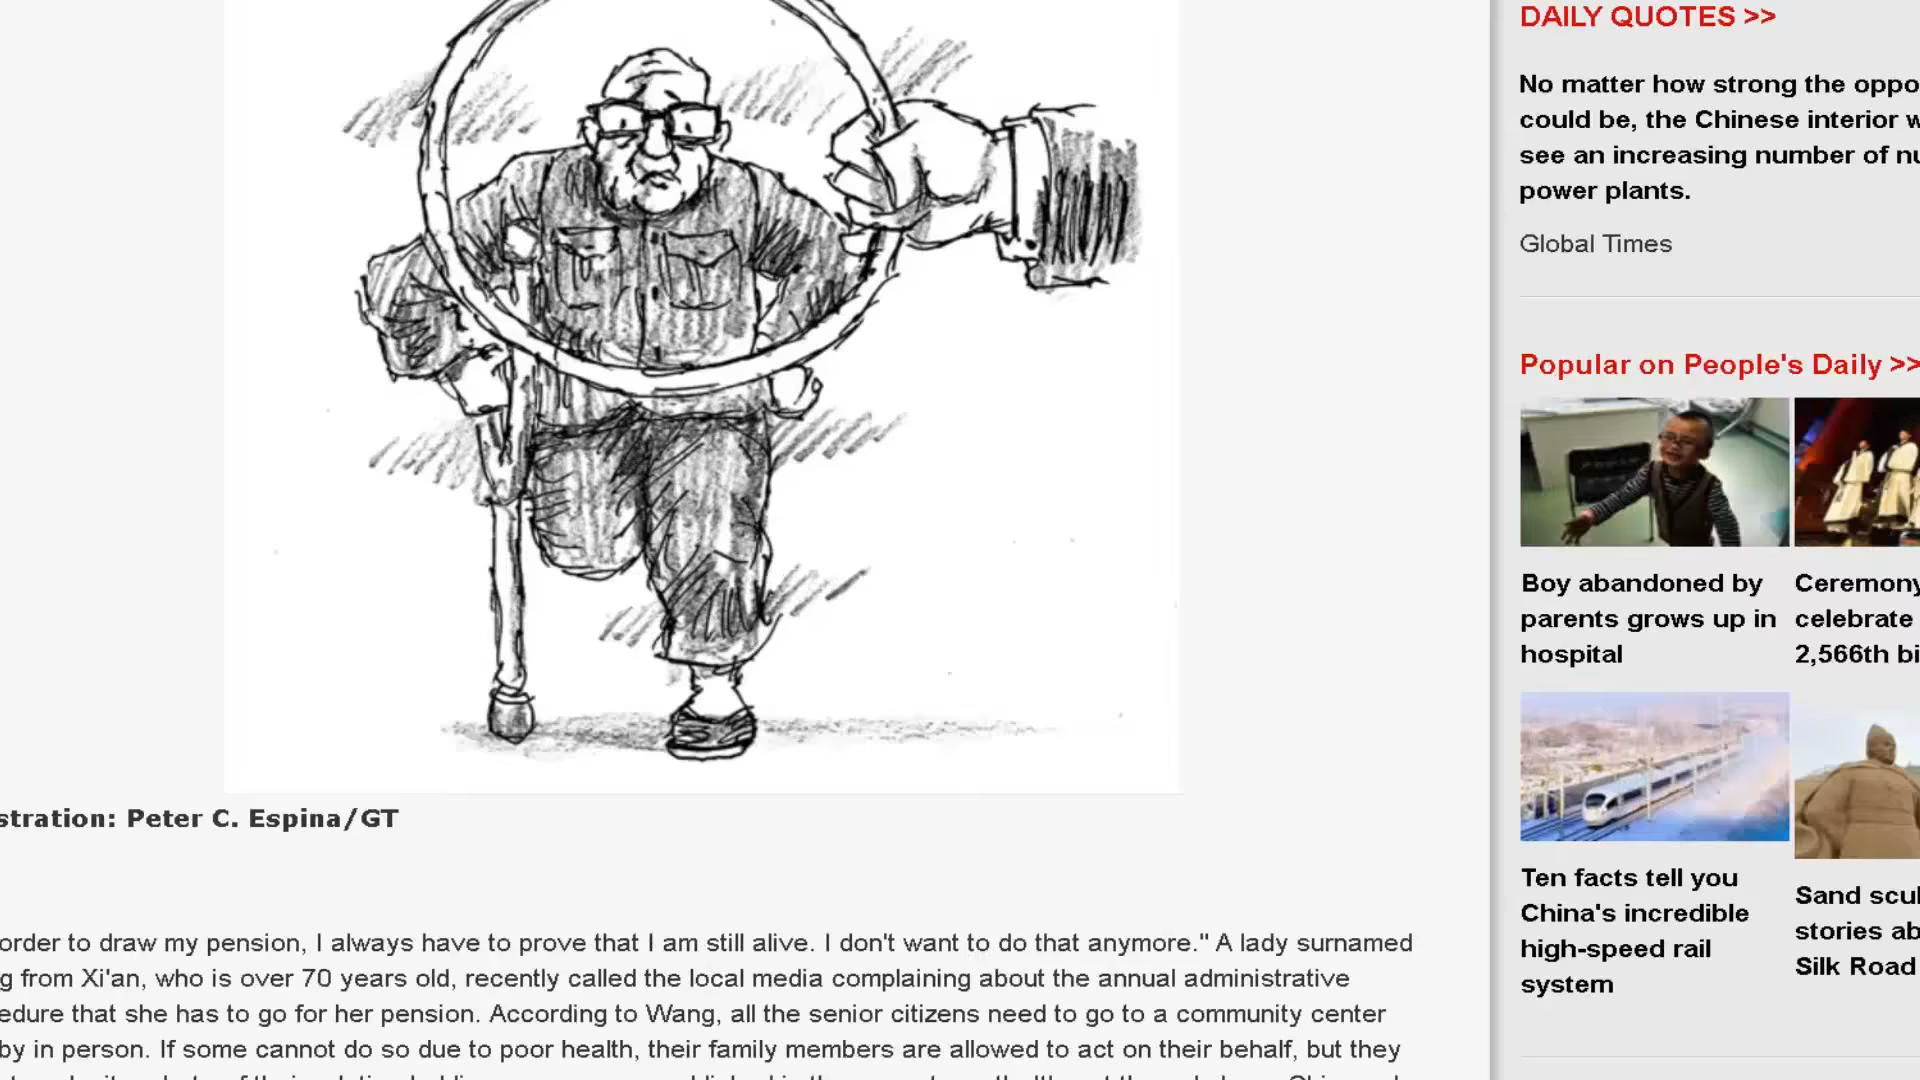 stration: Peter C. Espina/GT
order to draw my pension, I always have to prove that I am still alive. I don't want to do that anymore." A lady surnamed
g from Xi'an, who is over 70 years old, recently called the local media complaining about the annual administrative
edure that she has to go for her pension. According to Wang, all the senior citizens need to go to a community center
by in person. If some cannot do so due to poor health, their family members are allowed to act on their behalf, but they
DAILY QUOTES >>
No matter how strong the oppo
could be, the Chinese interior w
see an increasing number of nu
power plants.
Global Times
Popular on People's Daily >>
Boy abandoned by
parents grows up in
hospital
Ceremony
celebrate
2,566th bi
Ten facts tell you
China's incredible
high-speed rail
system
Sand scul
stories ab
Silk Road